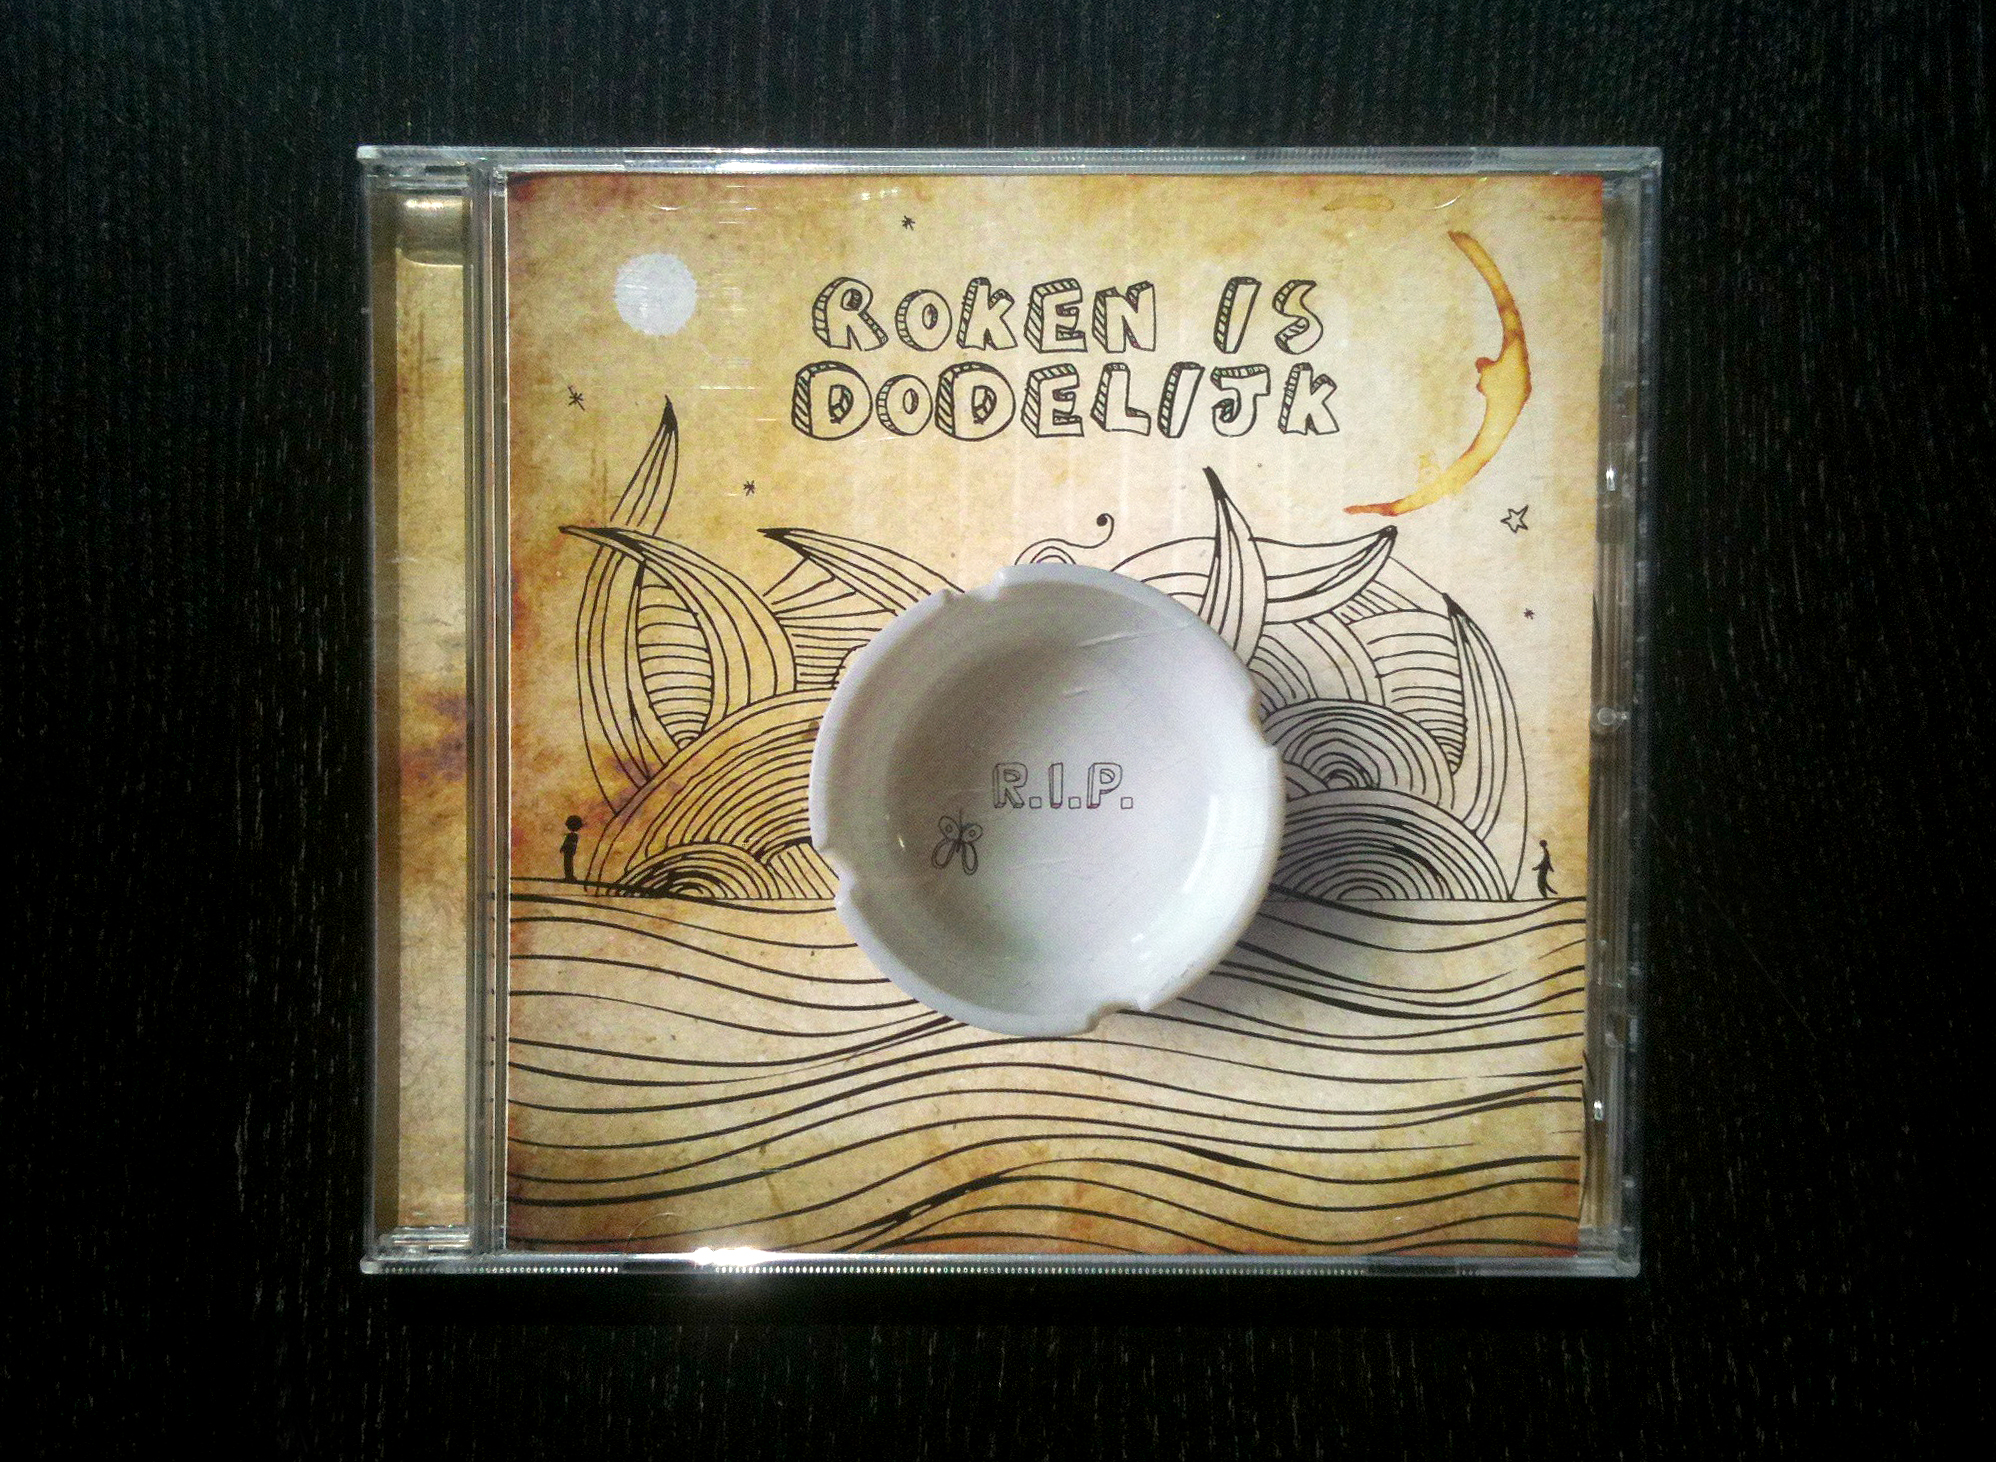 ROKEN IS
DODELIJK
R.I.P.